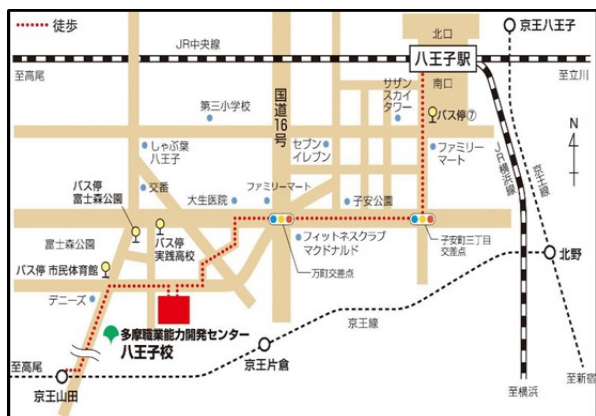 徒歩
北口
京王八王子
JR中央線
八王子駅
至高尾
至立川
南口
国道16号
サザン
スカイ
タワー
バス停⑦
第三小学校
しゃぶ葉
八王子
セブン
イレブン
ファミリー
マート
JR横浜線
京王線
N
バス停
富士森公園
交番
大生医院
ファミリーマート
子安公園
富士森公園
バス停
実践高校
フィットネスクラブ
マクドナルド
子安町三丁目
交差点
万町交差点
北野
バス停 市民体育館
デニーズ
多摩職業能力開発センター
八王子校
京王線
至高尾
京王片倉
京王山田
至横浜
至新宿